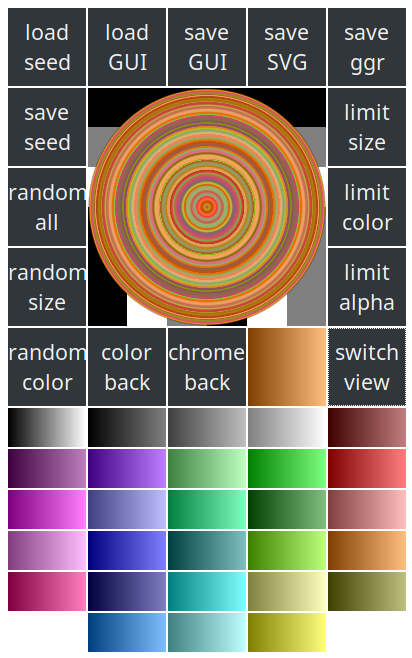 load
seed
load
GUI
save
GUI
save
SVG
save
ggr
save
seed
limit
size
random
all
limit
color
random
size
limit
alpha
random
color
color
back
chrome
back
switch
view